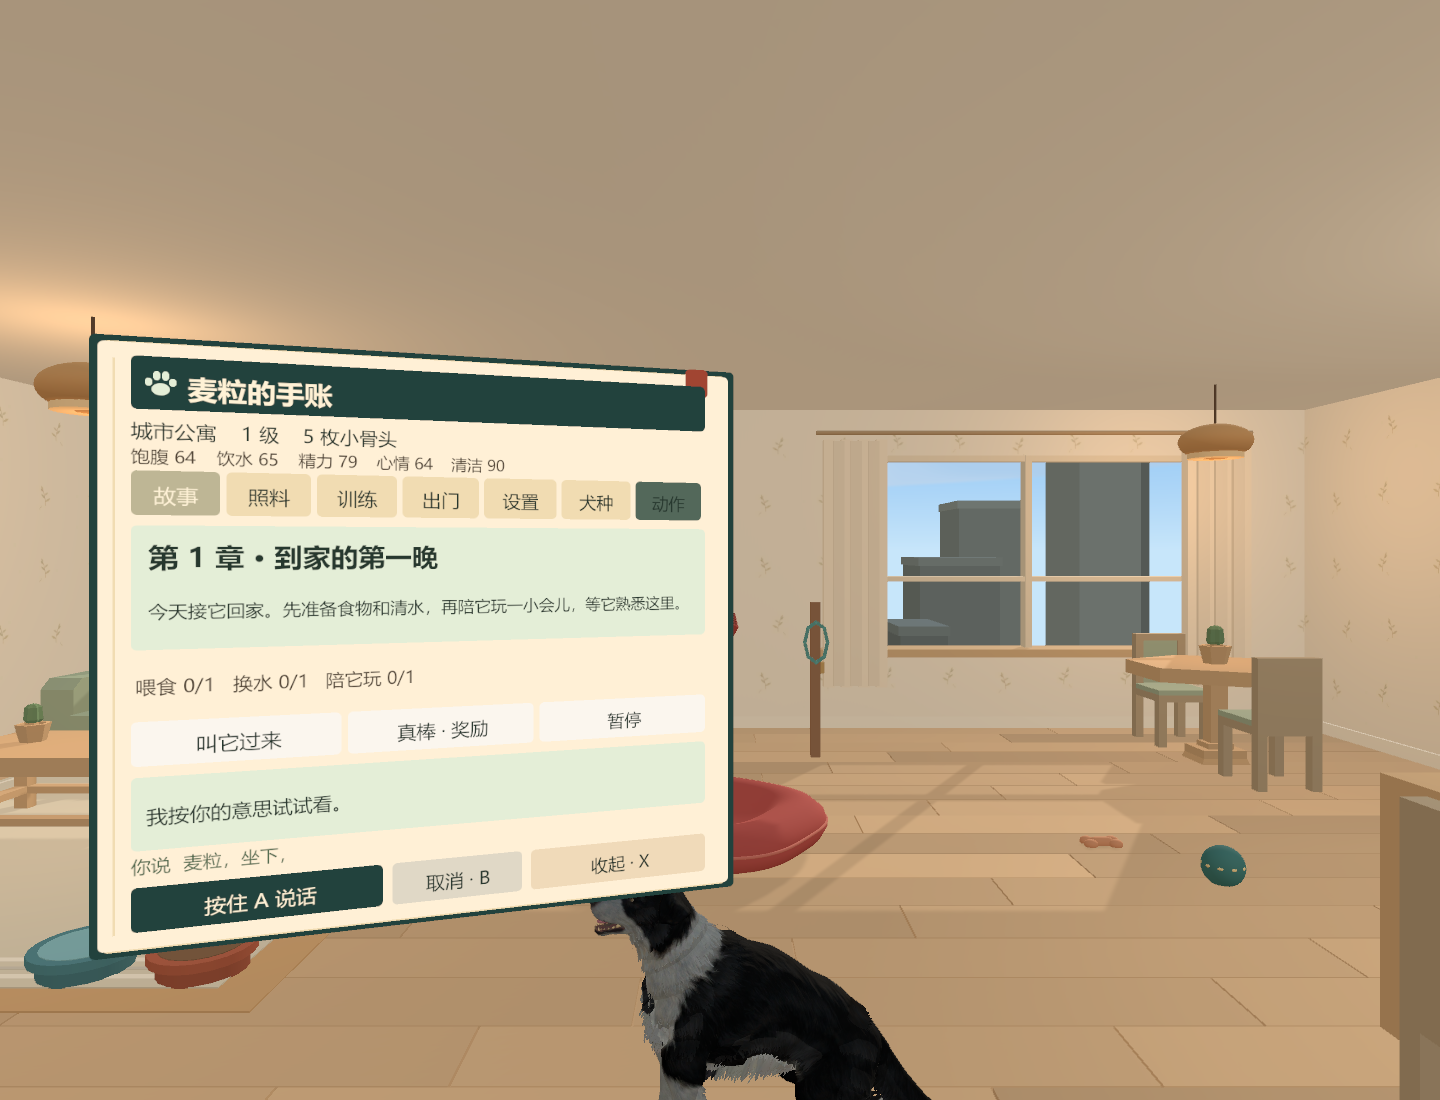 麦粒的手账
城市公寓 1 级 5 枚小骨头
饱腹 64 饮水 65 精力 79 心情 64 清洁 90
故事 照料 训练 出门 设置 犬种 动作
第 1 章·到家的第一晚
今天接它回家。先准备食物和清水，再陪它玩一小会儿，等它熟悉这里。
喂食 0/1 换水 0/1 陪它玩 0/1
叫它过来 真棒·奖励 暂停
我按你的意思试试看。
你说 麦粒，坐下，
按住 A 说话 取消·B 收起·X